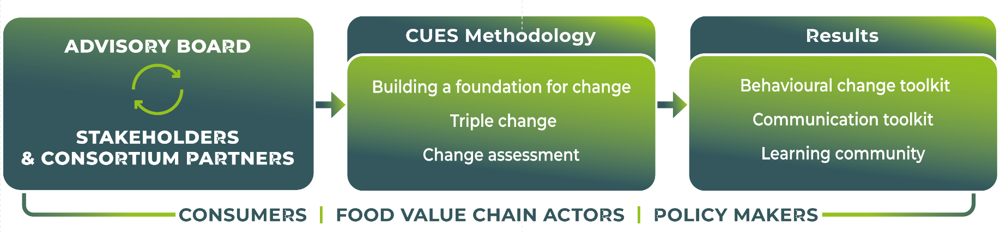 ADVISORY BOARD
STAKEHOLDERS
& CONSORTIUM PARTNERS
CUES Methodology
Building a foundation for change
Triple change
Change assessment
Results
Behavioural change toolkit
Communication toolkit
Learning community
CONSUMERS | FOOD VALUE CHAIN ACTORS | POLICY MAKERS